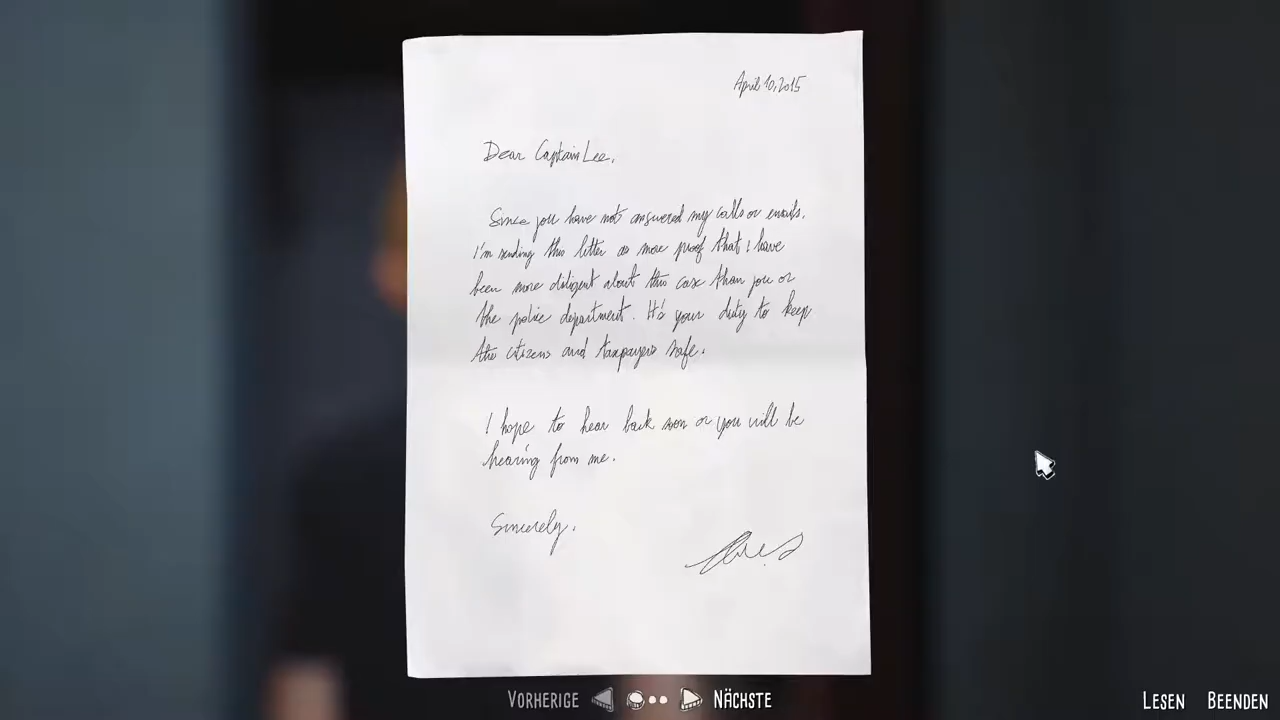 April 10, 2015
Dear Captain Lee,
Since you have not answered my calls or emails,
I'm sending this letter as more proof that I have
been more diligent about this case than you or
the police department. It's your duty to keep
the citizens and taxpayers safe.
I hope to hear back soon or you will be
hearing from me.
Sincerely,
VORHERIGE NÄCHSTE
LESEN BEENDEN